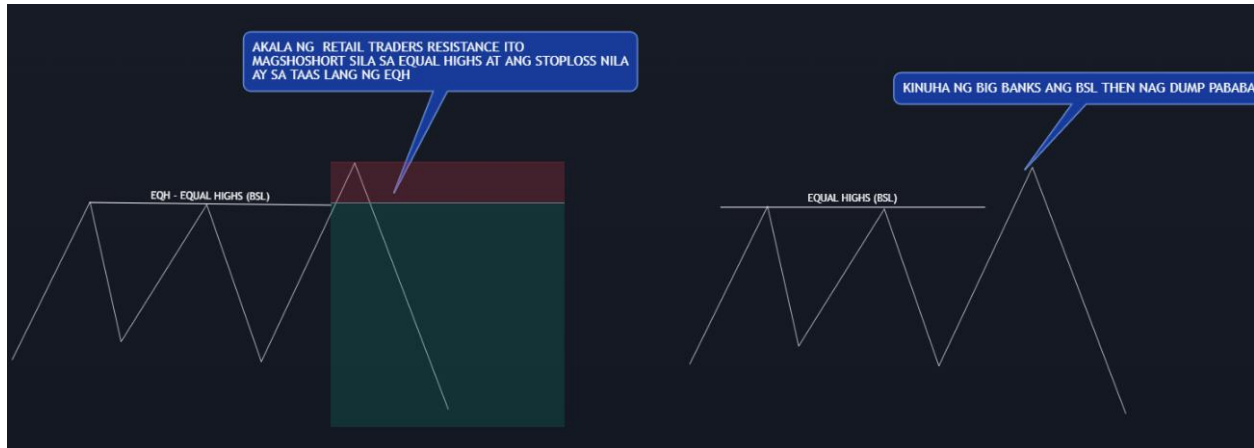 AKALA NG RETAIL TRADERS RESISTANCE ITO
MAGSHOSHORT SILA SA EQUAL HIGHS AT ANG STOPLOSS NILA
AY SA TAAS LANG NG EQH
EQH - EQUAL HIGHS (BSL)
KINUHA NG BIG BANKS ANG BSL THEN NAG DUMP PABABA
EQUAL HIGHS (BSL)